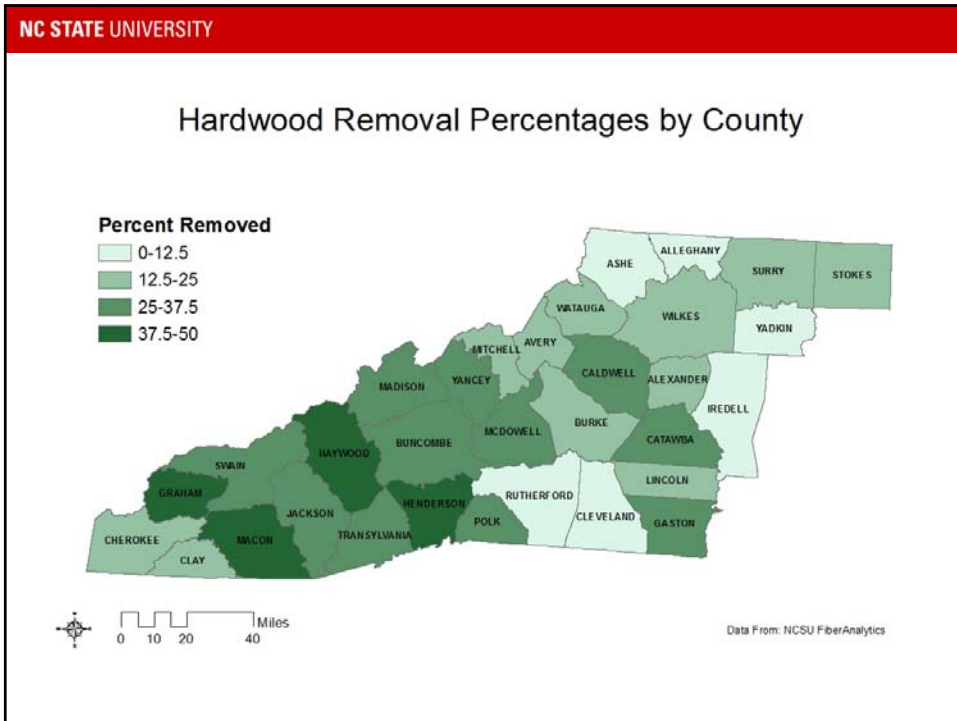 NC STATE UNIVERSITY
Hardwood Removal Percentages by County
Percent Removed
0-12.5
12.5-25
25-37.5
37.5-50
ASHE
ALLEGHANY
SURRY
STOKES
WATAUGA
WILKES
YADKIN
MITCHELL
AVERY
CALDWELL
ALEXANDER
IREDELL
MADISON
YANCEY
BURKE
CATAWBA
MCDOWELL
BUNCOMBE
HAYWOOD
SWAIN
LINCOLN
GRAHAM
HENDERSON
RUTHERFORD
CLEVELAND
GASTON
JACKSON
POLK
TRANSYLVANIA
CHEROKEE
MACON
CLAY
Miles
0 5 10 20 40
Data From: NCSU FiberAnalytics